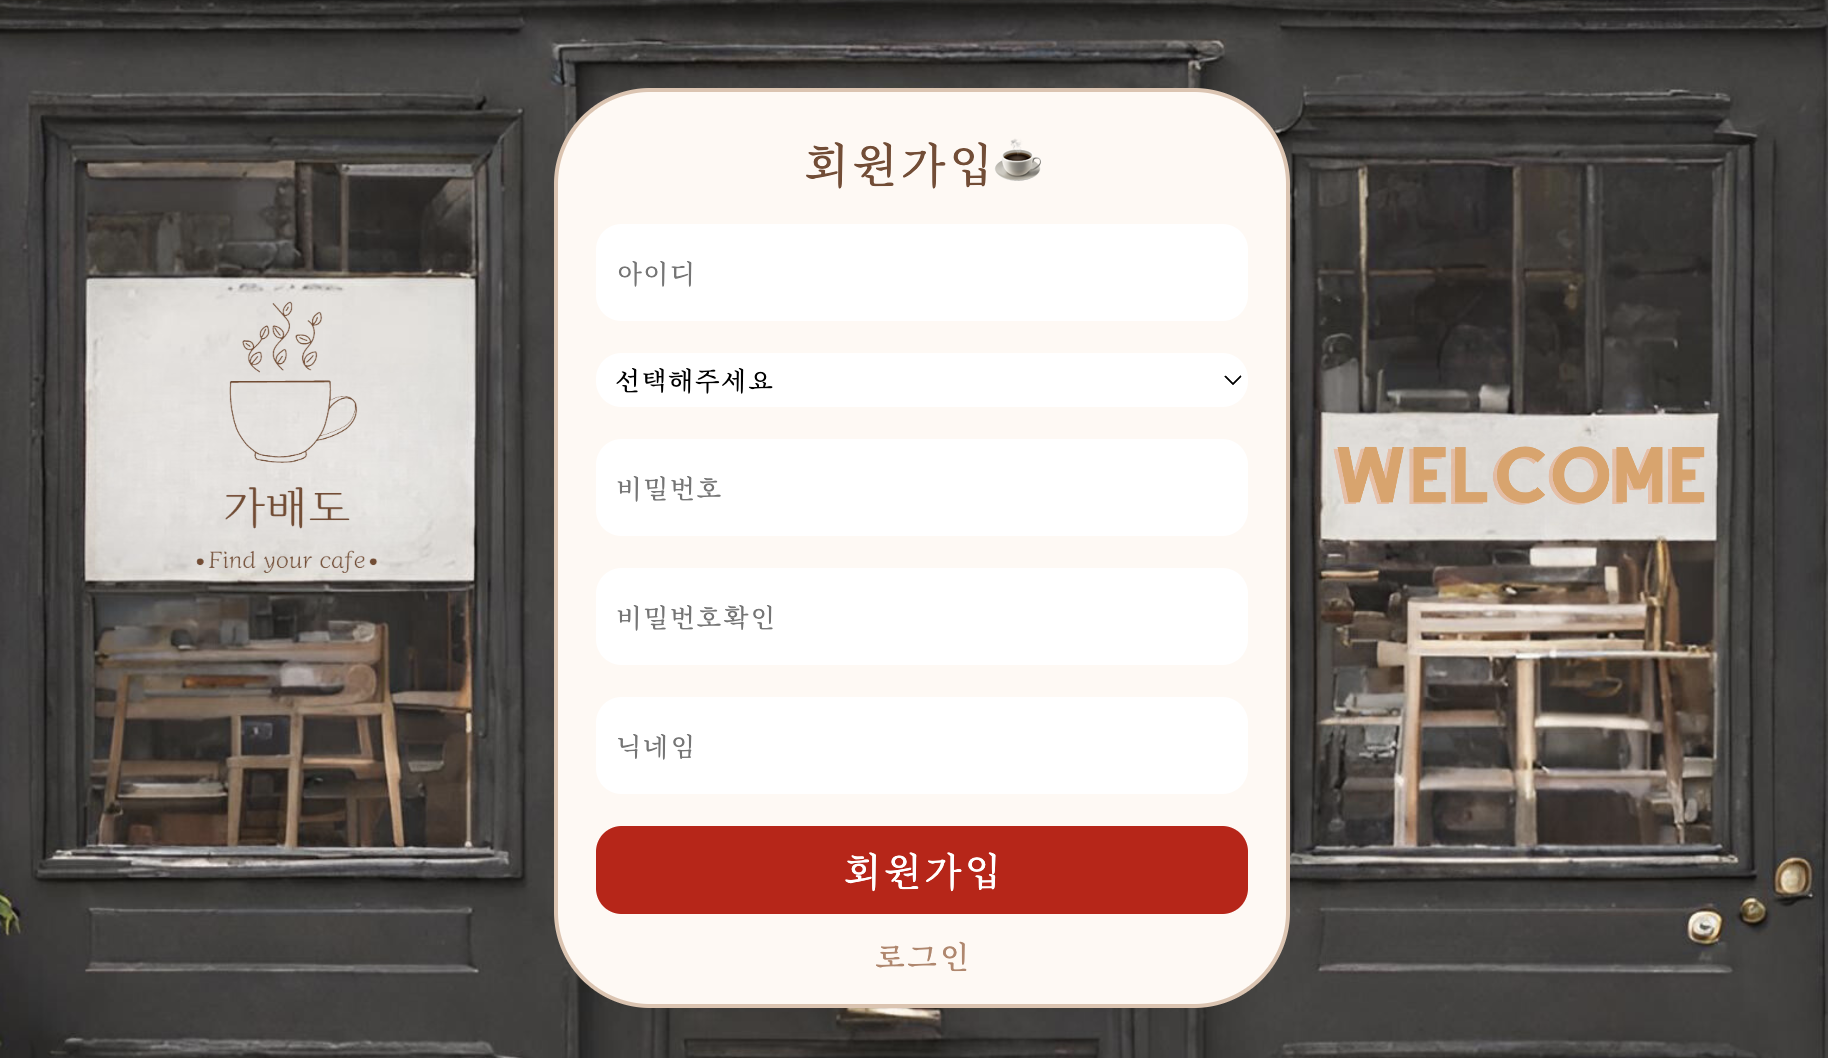 회원가입
아이디
선택해주세요
비밀번호
비밀번호확인
닉네임
회원가입
로그인
가배도
•Find your cafe•
WELCOME